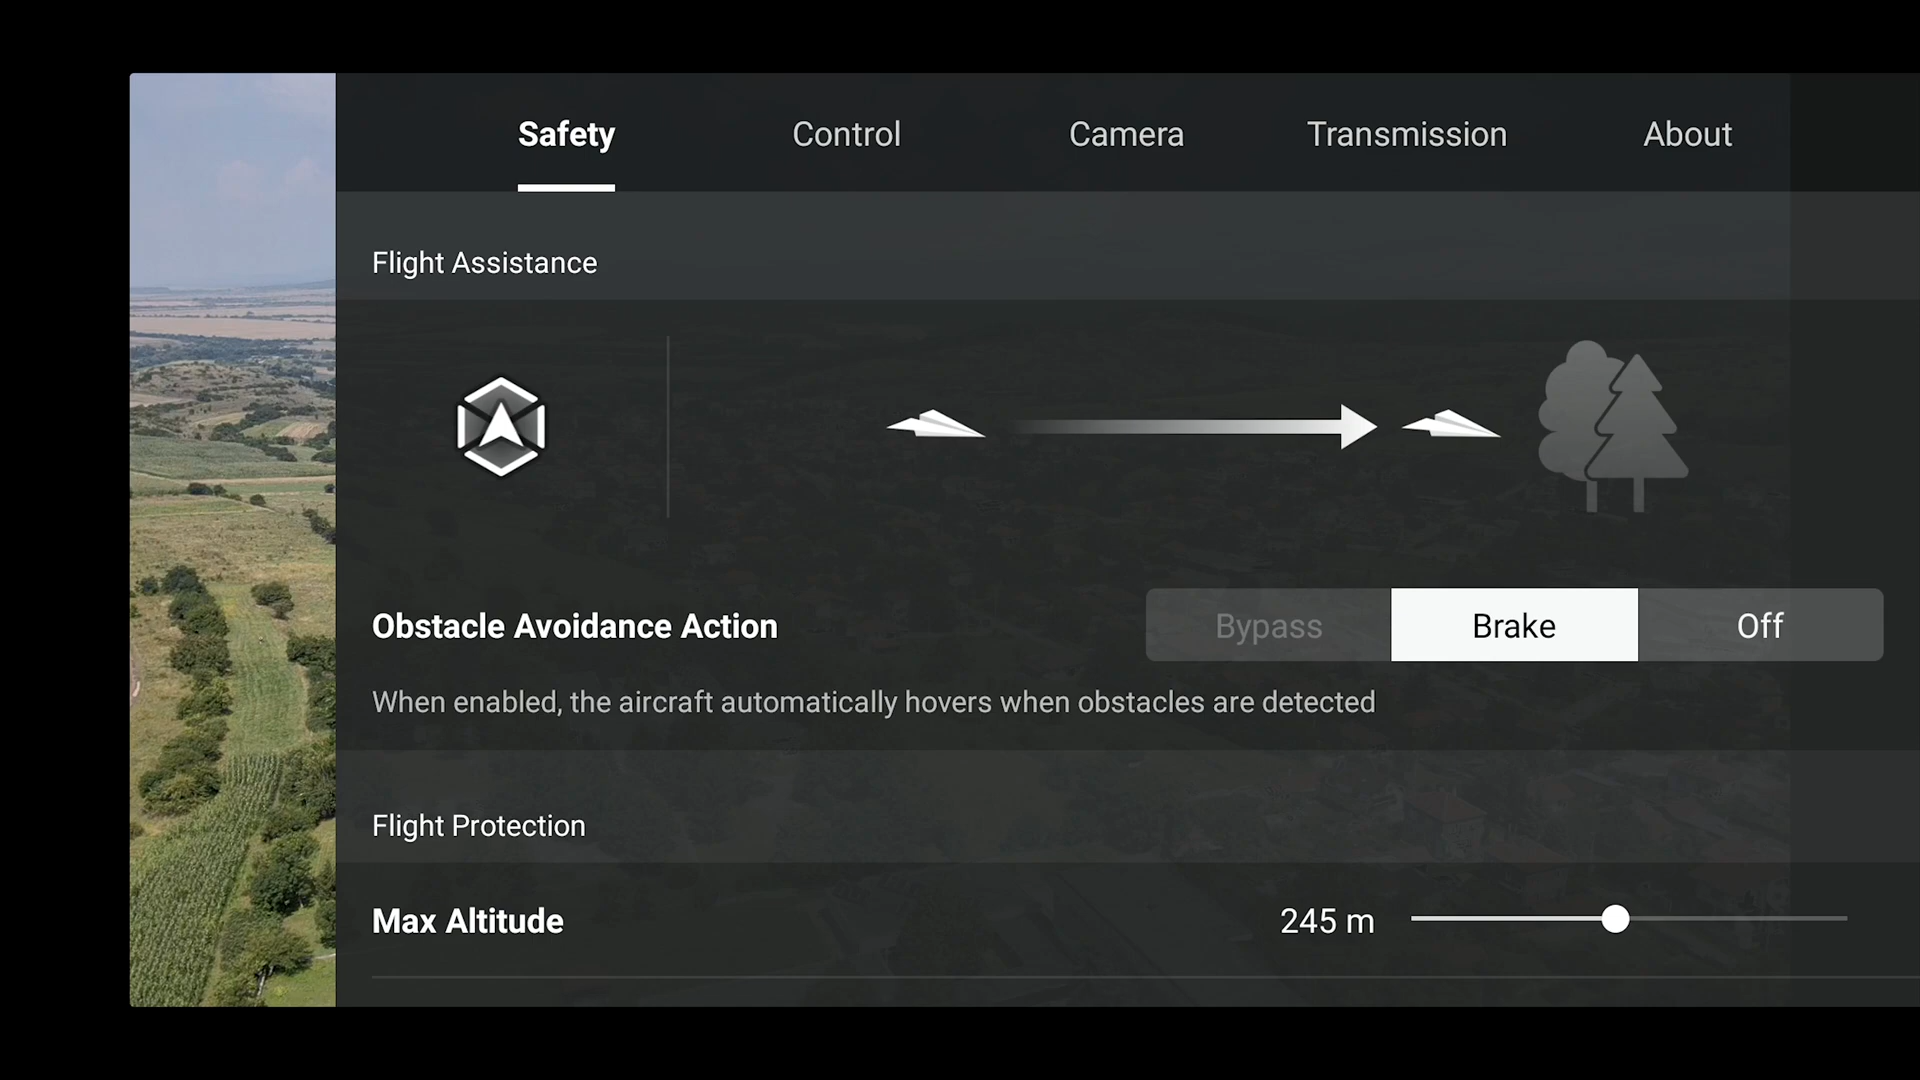 Safety Control Camera Transmission About
Flight Assistance
Obstacle Avoidance Action Bypass Brake Off
When enabled, the aircraft automatically hovers when obstacles are detected
Flight Protection
Max Altitude 245 m